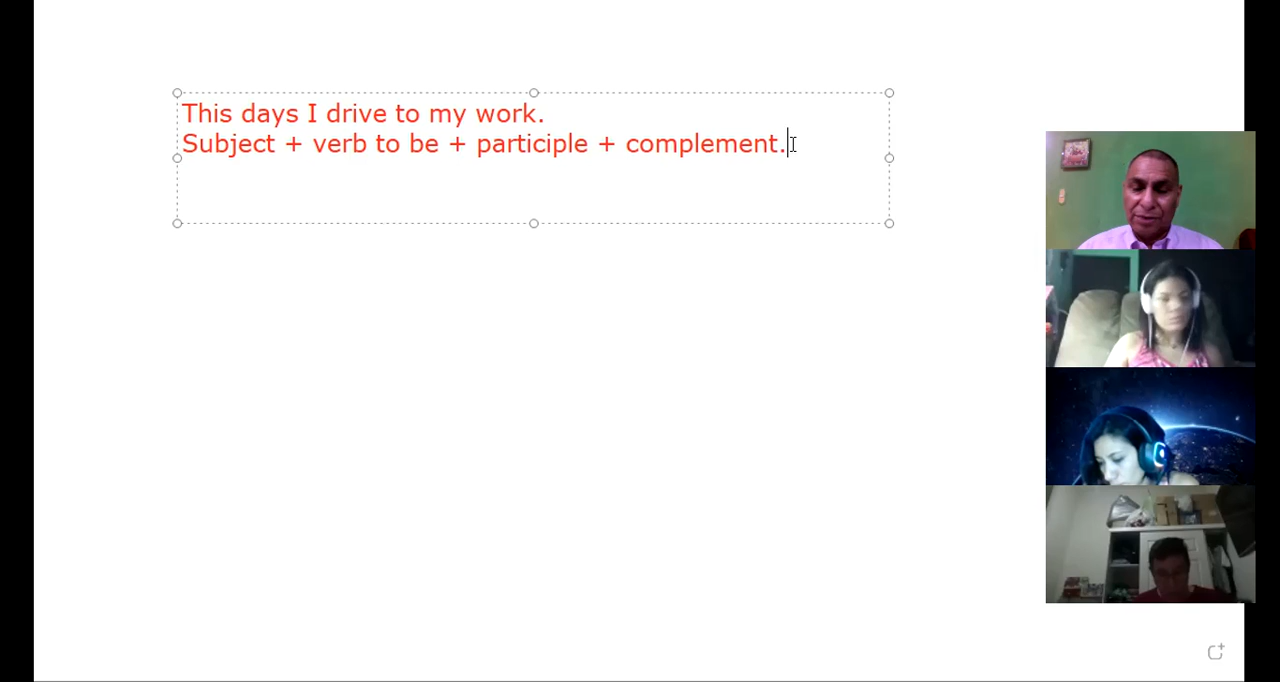 This days I drive to my work.
Subject + verb to be + participle + complement.